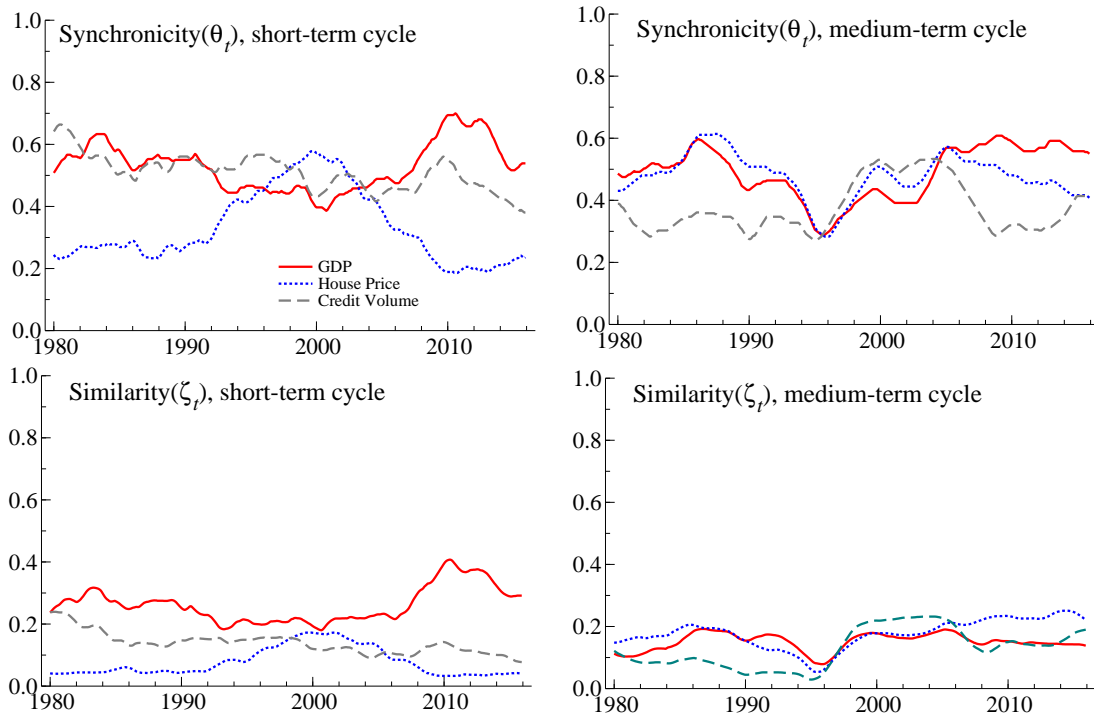 Synchronicity(θt), short-term cycle
1.0
0.8
0.6
0.4
0.2
0.0
GDP
House Price
Credit Volume
1980 1990 2000 2010
Synchronicity(θt), medium-term cycle
1.0
0.8
0.6
0.4
0.2
0.0
1980 1990 2000 2010
Similarity(ζt), short-term cycle
1.0
0.8
0.6
0.4
0.2
0.0
1980 1990 2000 2010
Similarity(ζt), medium-term cycle
1.0
0.8
0.6
0.4
0.2
0.0
1980 1990 2000 2010